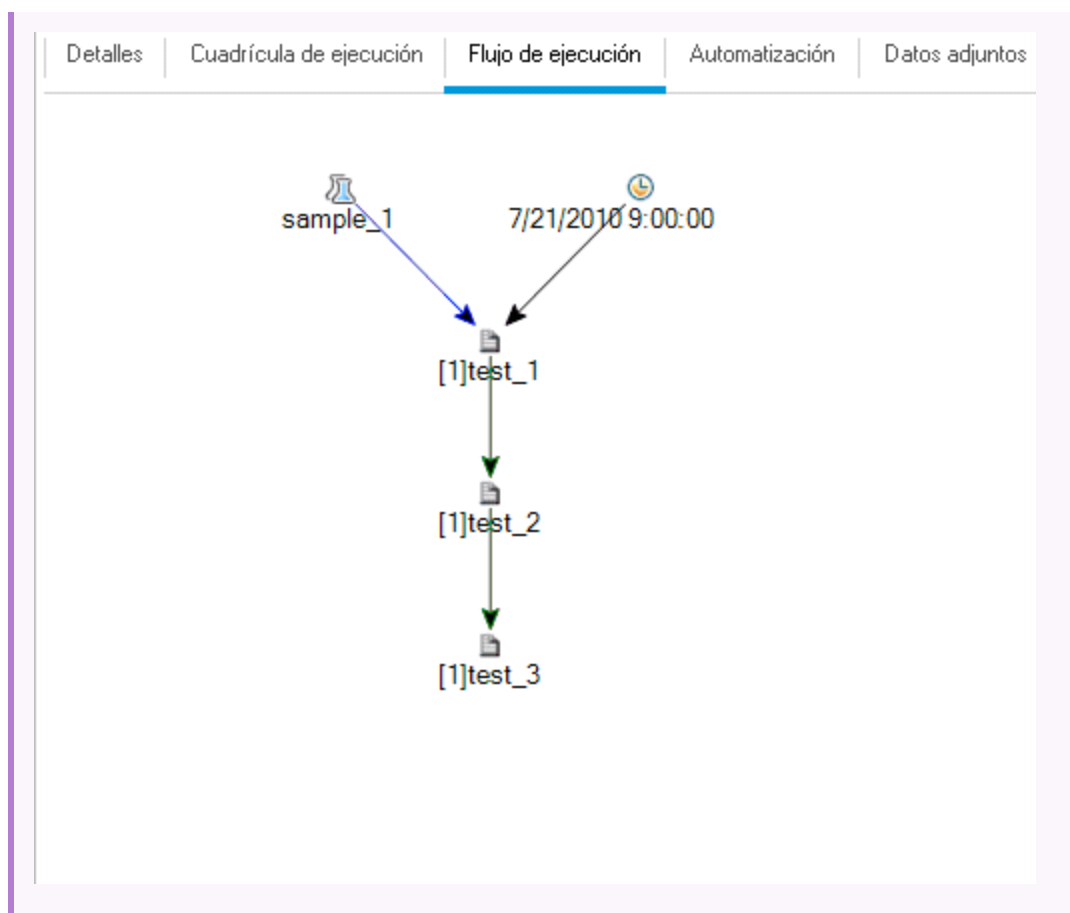 Detalles Cuadrícula de ejecución Flujo de ejecución Automatización Datos adjuntos
sample_1 7/21/2010 9:00:00
[1]test_1
[1]test_2
[1]test_3